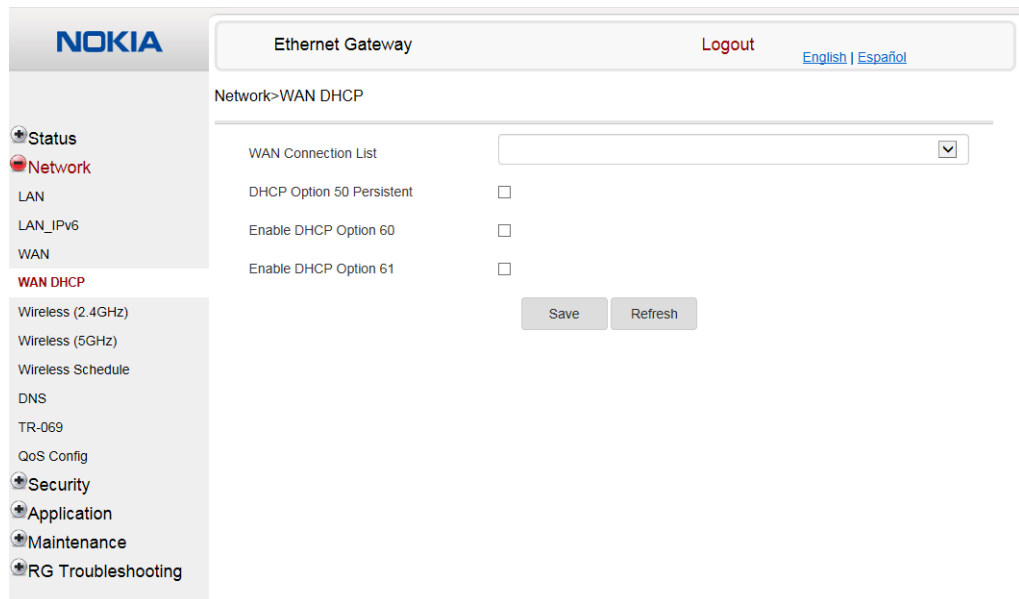 NOKIA
Ethernet Gateway
Logout
English | Español
Network>WAN DHCP
Status
Network
LAN
LAN_IPv6
WAN
WAN DHCP
Wireless (2.4GHz)
Wireless (5GHz)
Wireless Schedule
DNS
TR-069
QoS Config
Security
Application
Maintenance
RG Troubleshooting
WAN Connection List
DHCP Option 50 Persistent
Enable DHCP Option 60
Enable DHCP Option 61
Save Refresh